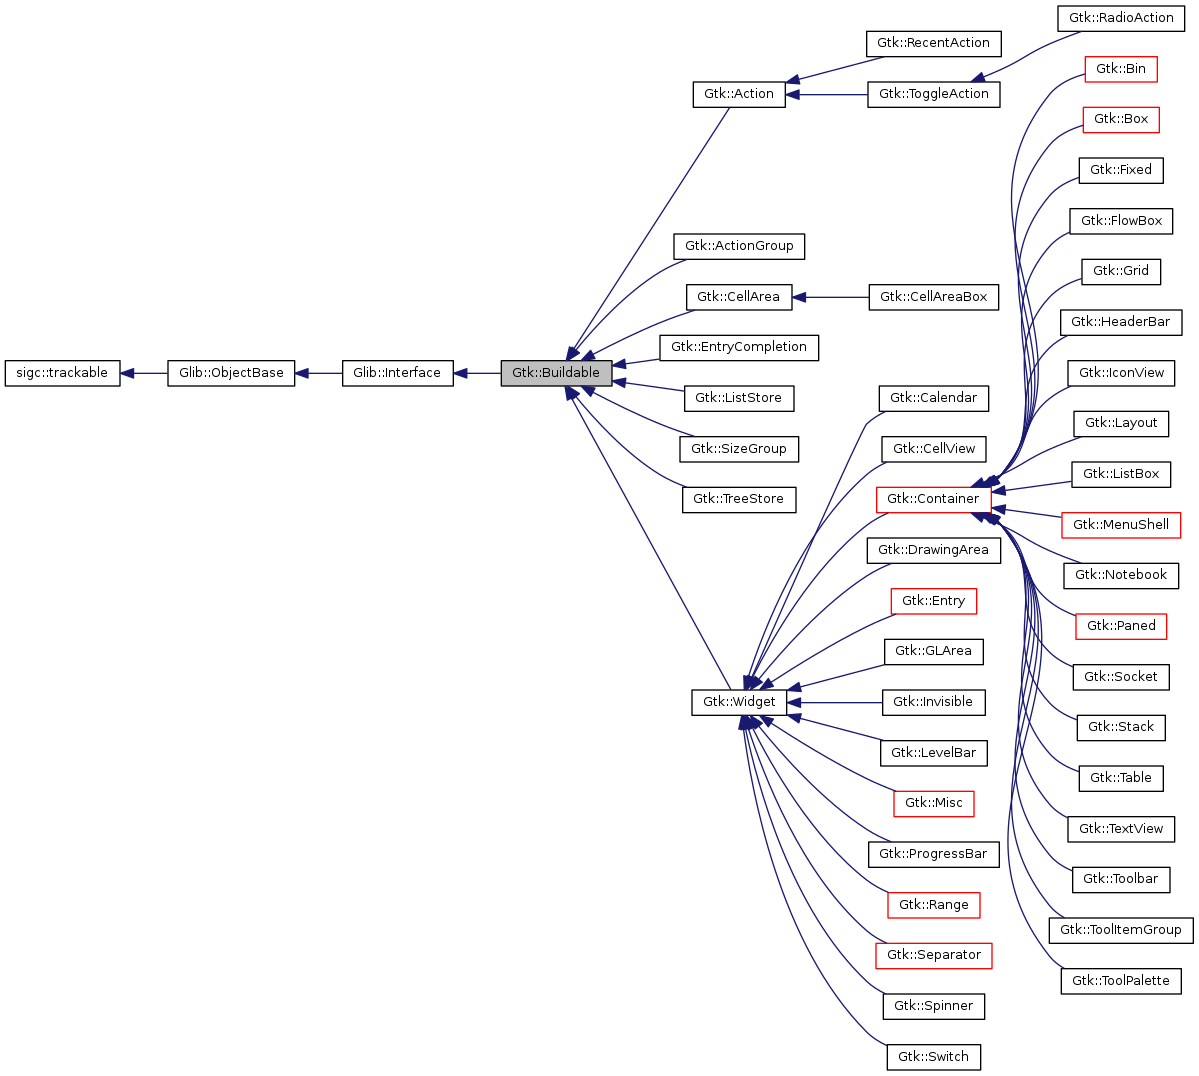 Gtk::RadioAction
Gtk::RecentAction
Gtk::Bin
Gtk::Action
Gtk::ToggleAction
Gtk::Box
Gtk::Fixed
Gtk::FlowBox
Gtk::ActionGroup
Gtk::Grid
Gtk::CellArea
Gtk::CellAreaBox
Gtk::HeaderBar
Gtk::EntryCompletion
sigc::trackable
Glib::ObjectBase
Glib::Interface
Gtk::Buildable
Gtk::IconView
Gtk::ListStore
Gtk::Calendar
Gtk::Layout
Gtk::SizeGroup
Gtk::CellView
Gtk::ListBox
Gtk::TreeStore
Gtk::Container
Gtk::MenuShell
Gtk::DrawingArea
Gtk::Notebook
Gtk::Entry
Gtk::Paned
Gtk::GLArea
Gtk::Socket
Gtk::Widget
Gtk::Invisible
Gtk::Stack
Gtk::LevelBar
Gtk::Table
Gtk::Misc
Gtk::TextView
Gtk::ProgressBar
Gtk::Toolbar
Gtk::Range
Gtk::ToolItemGroup
Gtk::Separator
Gtk::ToolPalette
Gtk::Spinner
Gtk::Switch